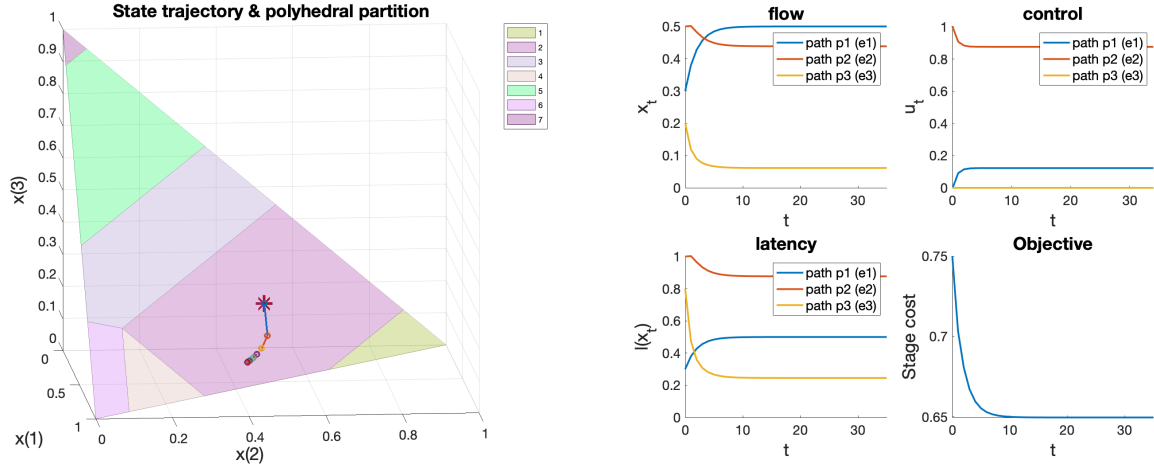 State trajectory & polyhedral partition
1
0.9
0.8
0.7
0.6
0.5
0.4
0.3
0.2
0.1
0
x(3)
0
0.5
1
x(1)
0
0.2
0.4
0.6
0.8
1
x(2)
1
2
3
4
5
6
7
flow
0.5
0.4
0.3
0.2
0.1
0
x_t
0
10
20
30
t
path p1 (e1)
path p2 (e2)
path p3 (e3)
control
1
0.8
0.6
0.4
0.2
0
u_t
0
10
20
30
t
path p1 (e1)
path p2 (e2)
path p3 (e3)
latency
1
0.8
0.6
0.4
0.2
0
l(x_t)
0
10
20
30
t
path p1 (e1)
path p2 (e2)
path p3 (e3)
Objective
0.75
0.7
0.65
Stage cost
0
10
20
30
t